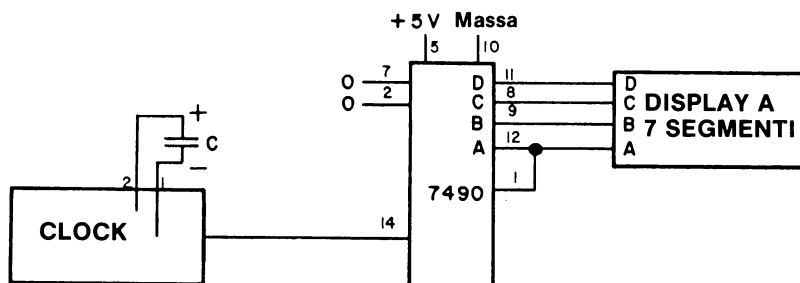 +5V Massa
5 10
7 D 11 D
0
2 C 8 C DISPLAY A
0
B 9 B 7 SEGMENTI
+ A 12 A
C
− 1
2 1 7490
CLOCK 14